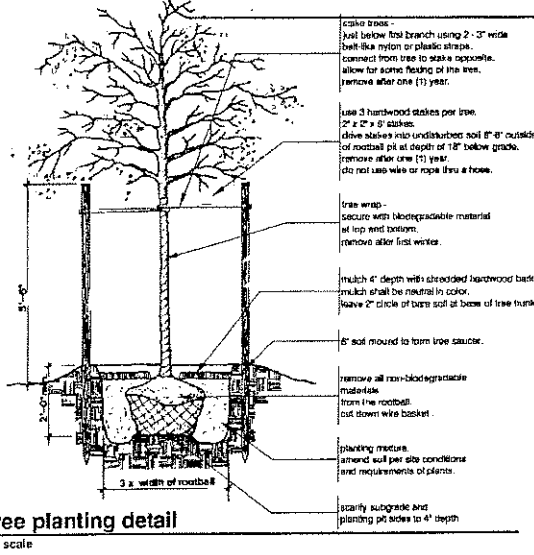 stake trees -
just below first branch using 2 - 3" wide
belt-like nylon or plastic straps.
connect from tree to stake opposite.
allow for some flexing of the tree.
remove after one (1) year.
use 3 hardwood stakes per tree.
2" x 2" x 8' stakes.
drive stakes into undisturbed soil 6"-8" outside
of rootball pit at depth of 18" below grade.
remove after one (1) year.
do not use wire or rope thru a hose.
tree wrap -
secure with biodegradable material
at top and bottom.
remove after first winter.
mulch 4" depth with shredded hardwood bark
mulch shall be neutral in color.
leave 2" circle of bare soil at base of tree trunk
6" soil mound to form tree saucer.
remove all non-biodegradable
materials
from the rootball.
cut down wire basket.
planting mixture.
amend soil per site conditions
and requirements of plants.
scarify subgrade and
planting pit sides to 4" depth
2'-0"
3 x width of rootball
ree planting detail
scale